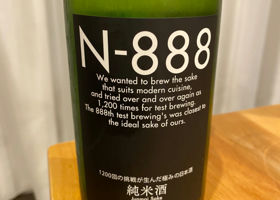 N-888
We wanted to brew the sake
that suits modern cuisine,
and tried over and over again as
1,200 times for test brewing.
The 888th test brewing's was closest to
the ideal sake of ours.
1200回の挑戦が生んだ極みの日本酒
純米酒
Junmai Sake